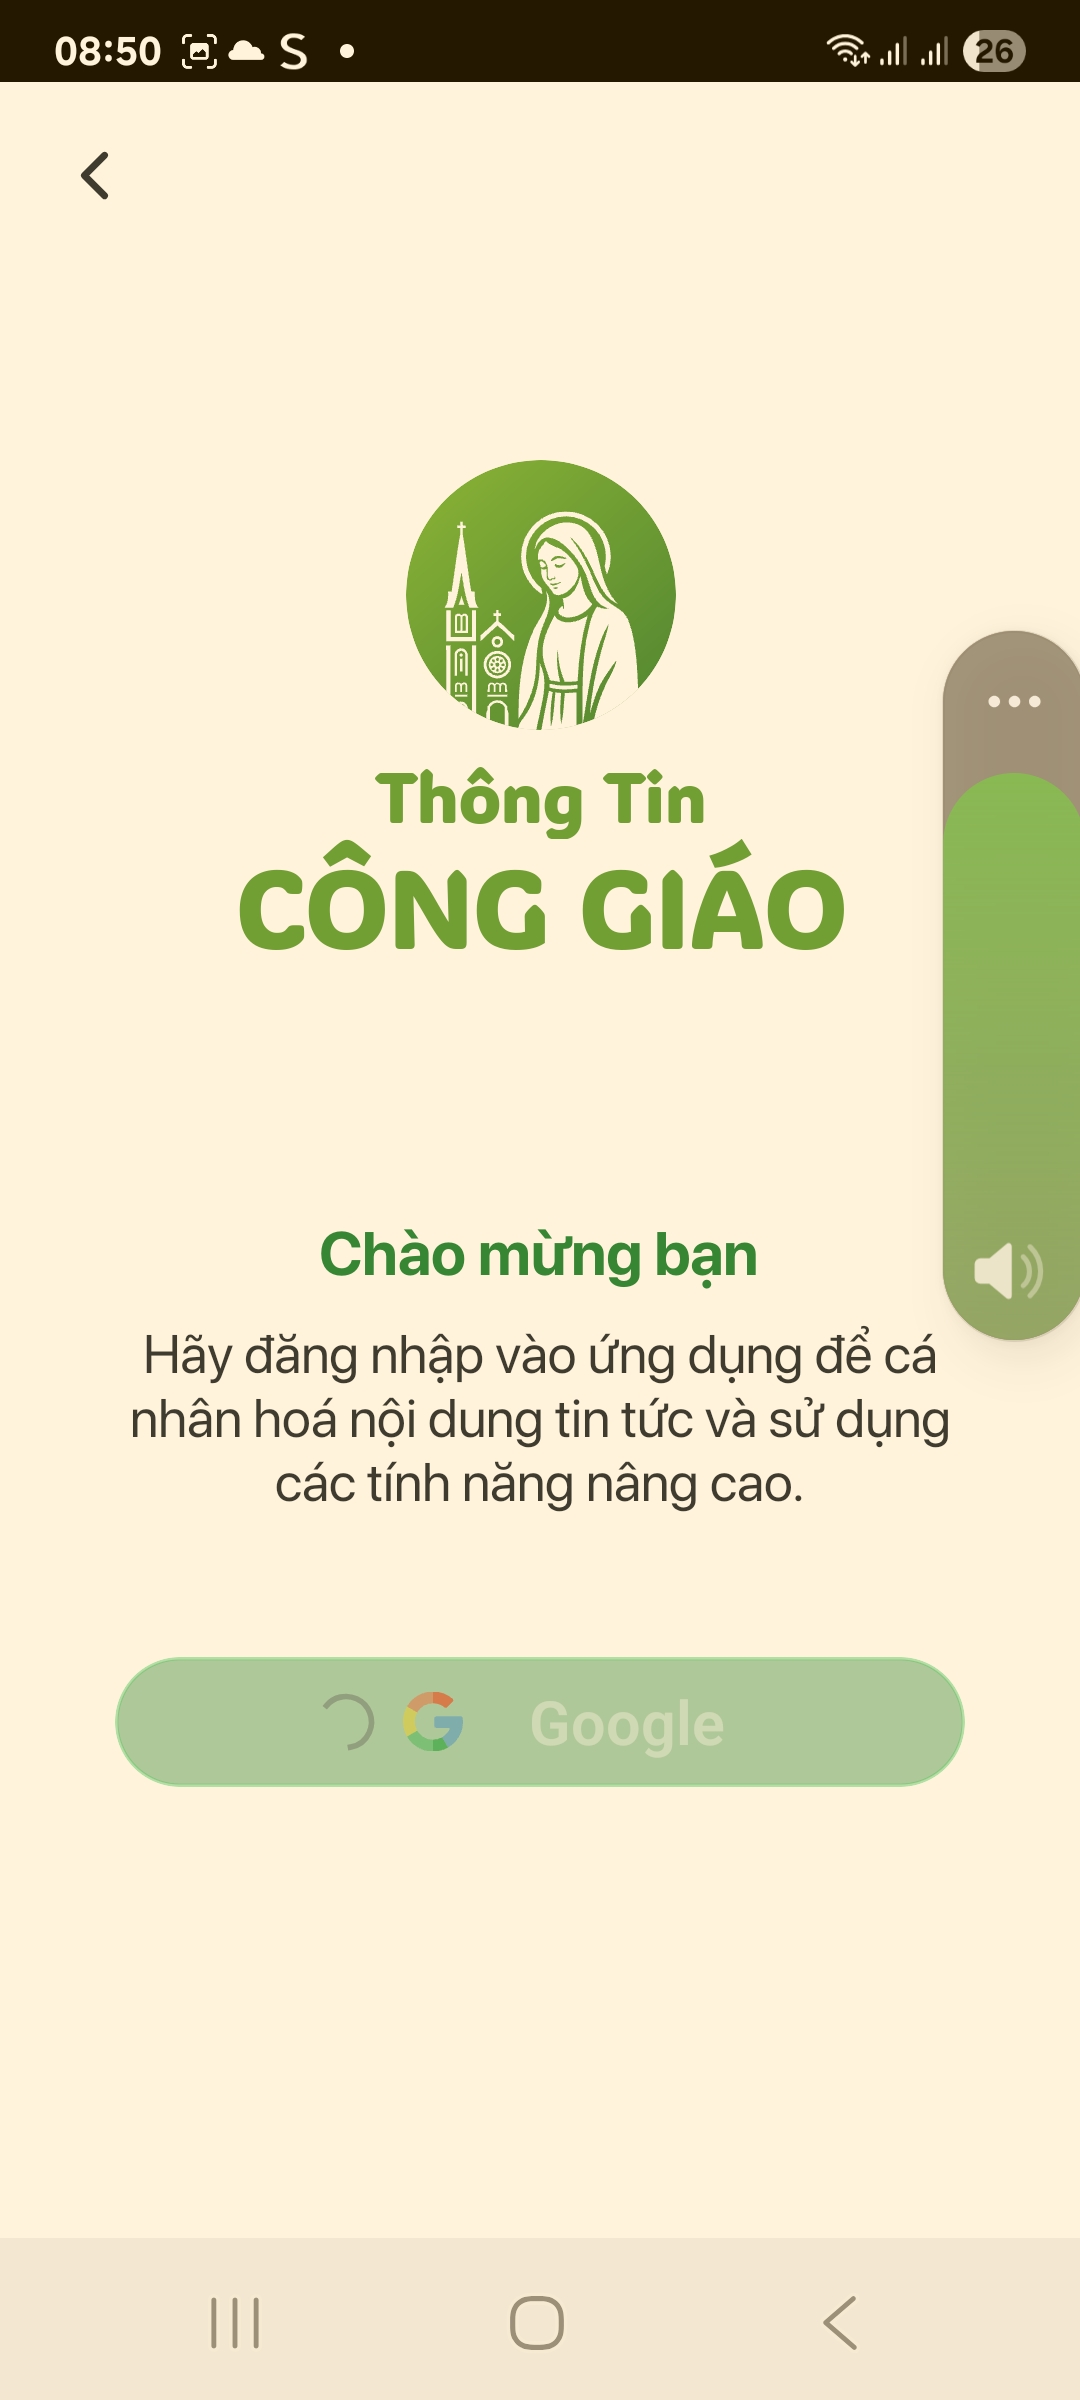 08:50
26
Thông Tin
CÔNG GIÁO
Chào mừng bạn
Hãy đăng nhập vào ứng dụng để cá
nhân hoá nội dung tin tức và sử dụng
các tính năng nâng cao.
Google